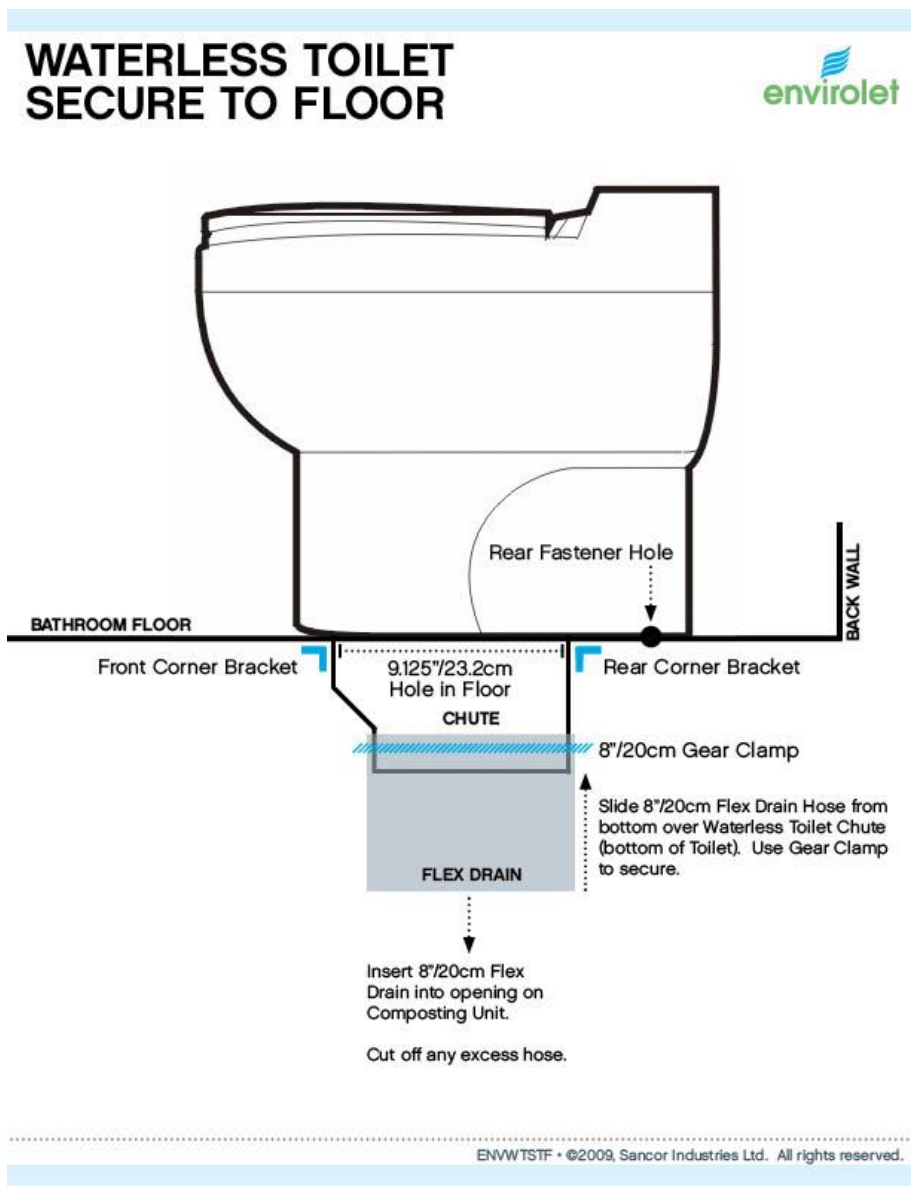 WATERLESS TOILET
SECURE TO FLOOR
envirolet
Rear Fastener Hole
BACK WALL
BATHROOM FLOOR
Front Corner Bracket
9.125"/23.2cm
Hole in Floor
Rear Corner Bracket
CHUTE
8"/20cm Gear Clamp
Slide 8"/20cm Flex Drain Hose from
bottom over Waterless Toilet Chute
(bottom of Toilet). Use Gear Clamp
to secure.
FLEX DRAIN
Insert 8"/20cm Flex
Drain into opening on
Composting Unit.
Cut off any excess hose.
ENVWTSTF • ©2009, Sancor Industries Ltd. All rights reserved.